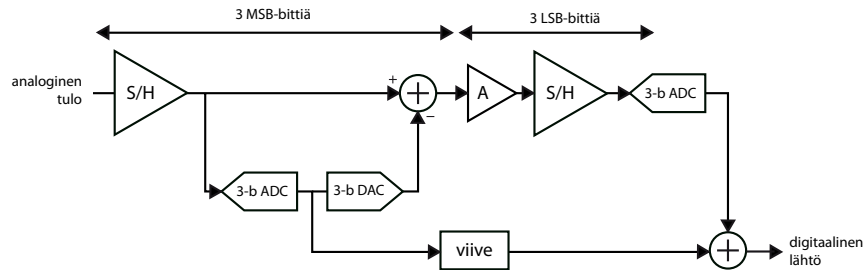 3 MSB-bittiä
3 LSB-bittiä
analoginen
tulo
S/H
+
−
A
S/H
3-b ADC
3-b ADC
3-b DAC
viive
digitaalinen
lähtö